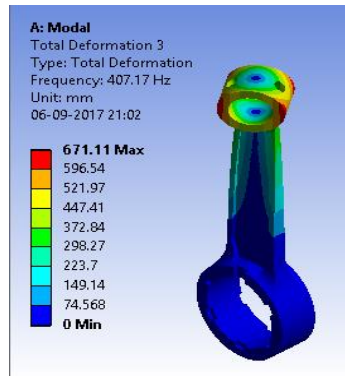 A: Modal
Total Deformation 3
Type: Total Deformation
Frequency: 407.17 Hz
Unit: mm
06-09-2017 21:02
671.11 Max
596.54
521.97
447.41
372.84
298.27
223.7
149.14
74.568
0 Min